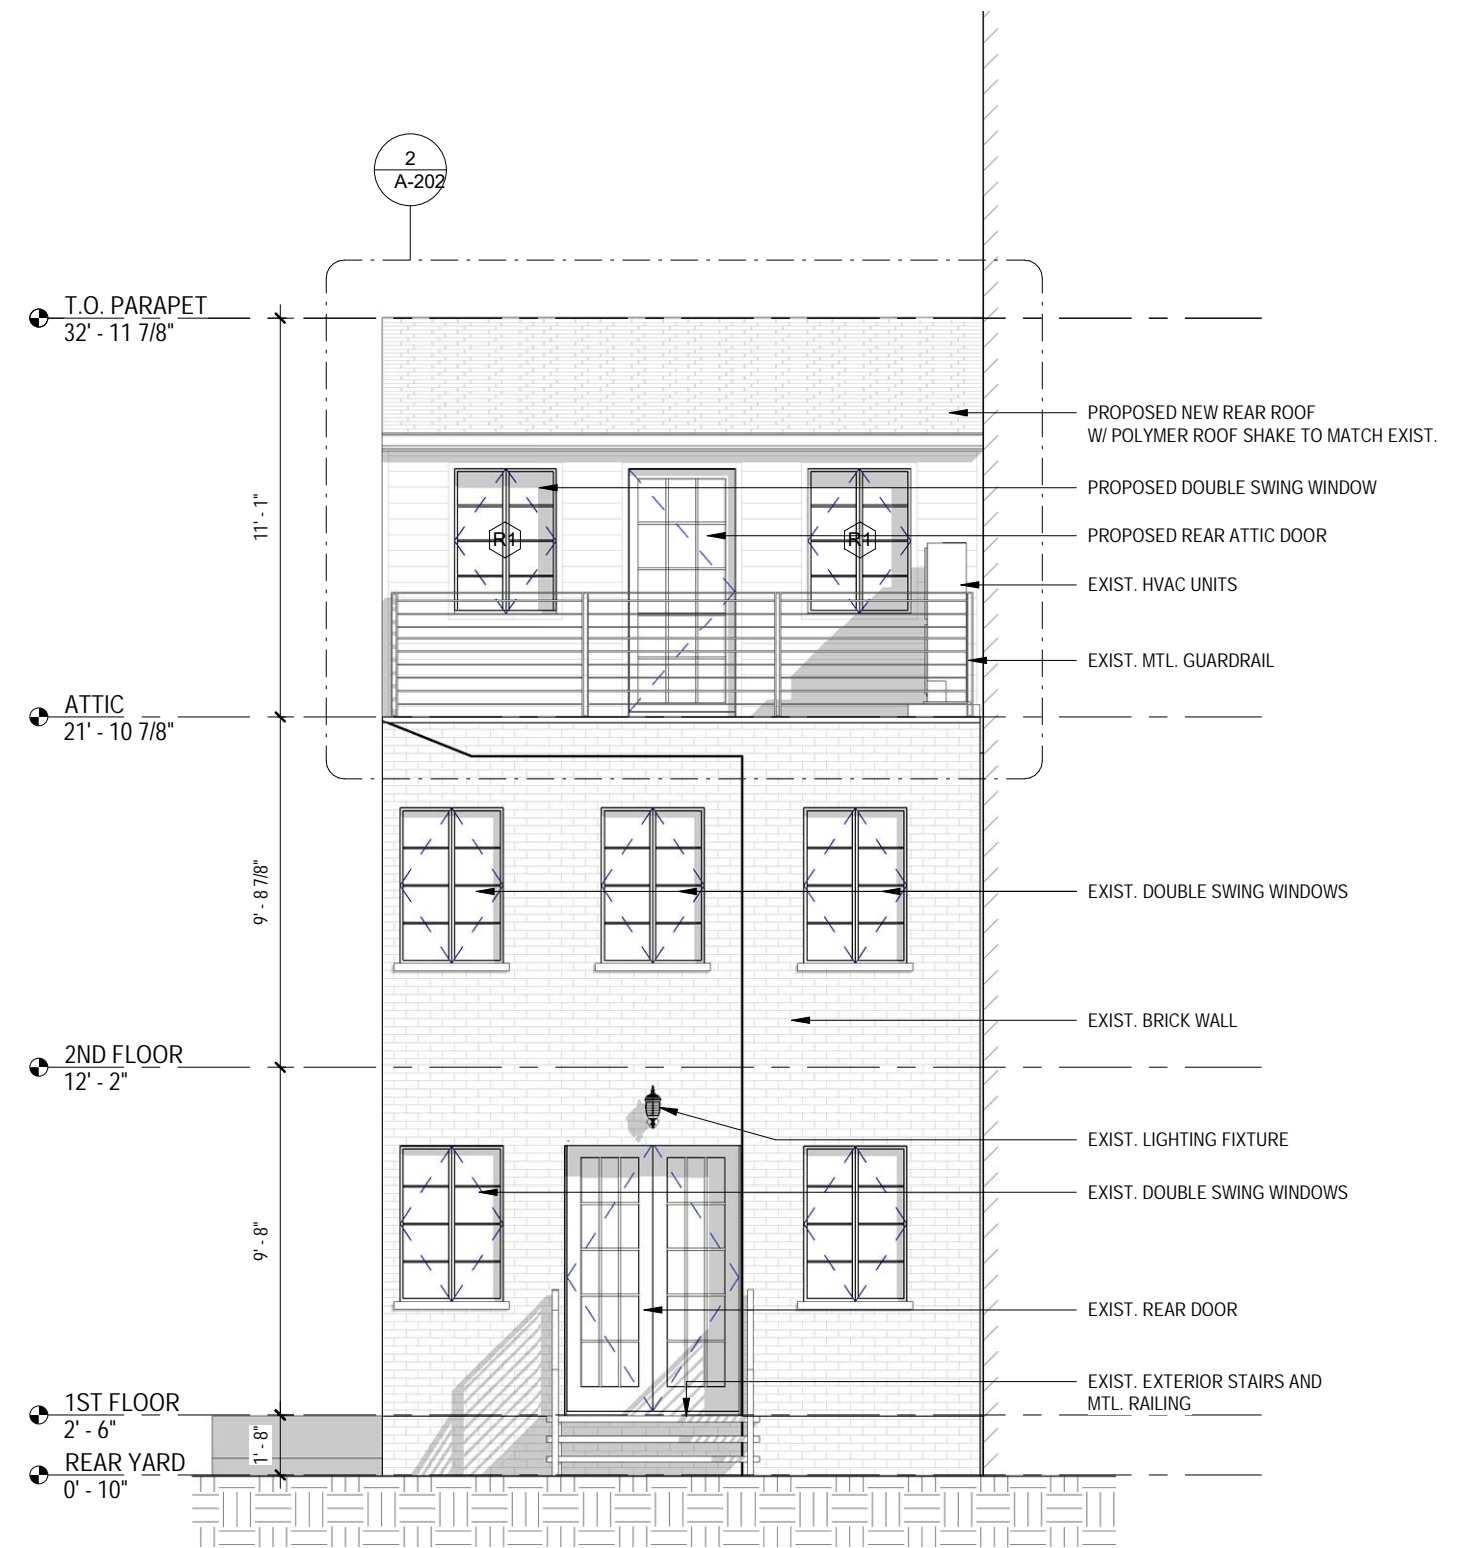 2
A-202
T.O. PARAPET
32' - 11 7/8"
PROPOSED NEW REAR ROOF
W/ POLYMER ROOF SHAKE TO MATCH EXIST.
11' - 1"
R1
R1
PROPOSED DOUBLE SWING WINDOW
PROPOSED REAR ATTIC DOOR
EXIST. HVAC UNITS
EXIST. MTL. GUARDRAIL
ATTIC
21' - 10 7/8"
9' - 8 7/8"
EXIST. DOUBLE SWING WINDOWS
EXIST. BRICK WALL
2ND FLOOR
12' - 2"
EXIST. LIGHTING FIXTURE
EXIST. DOUBLE SWING WINDOWS
9' - 8"
EXIST. REAR DOOR
EXIST. EXTERIOR STAIRS AND
MTL. RAILING
1ST FLOOR
2' - 6"
1' - 8"
REAR YARD
0' - 10"